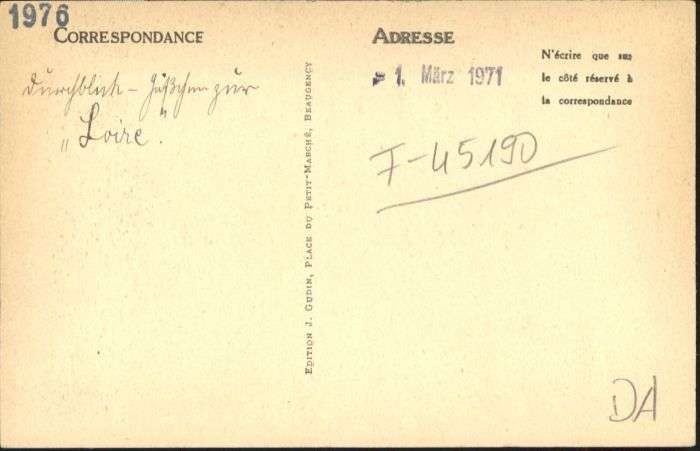 1976
CORRESPONDANCE
ADRESSE
N'écrire que sur
le côté réservé à
la correspondance
1. März 1971
Durchblick - Gäßchen zur
„Loire".
F-45190
EDITION J. GUDIN, PLACE DU PETIT-MARCHÉ, BEAUGENCY
DA